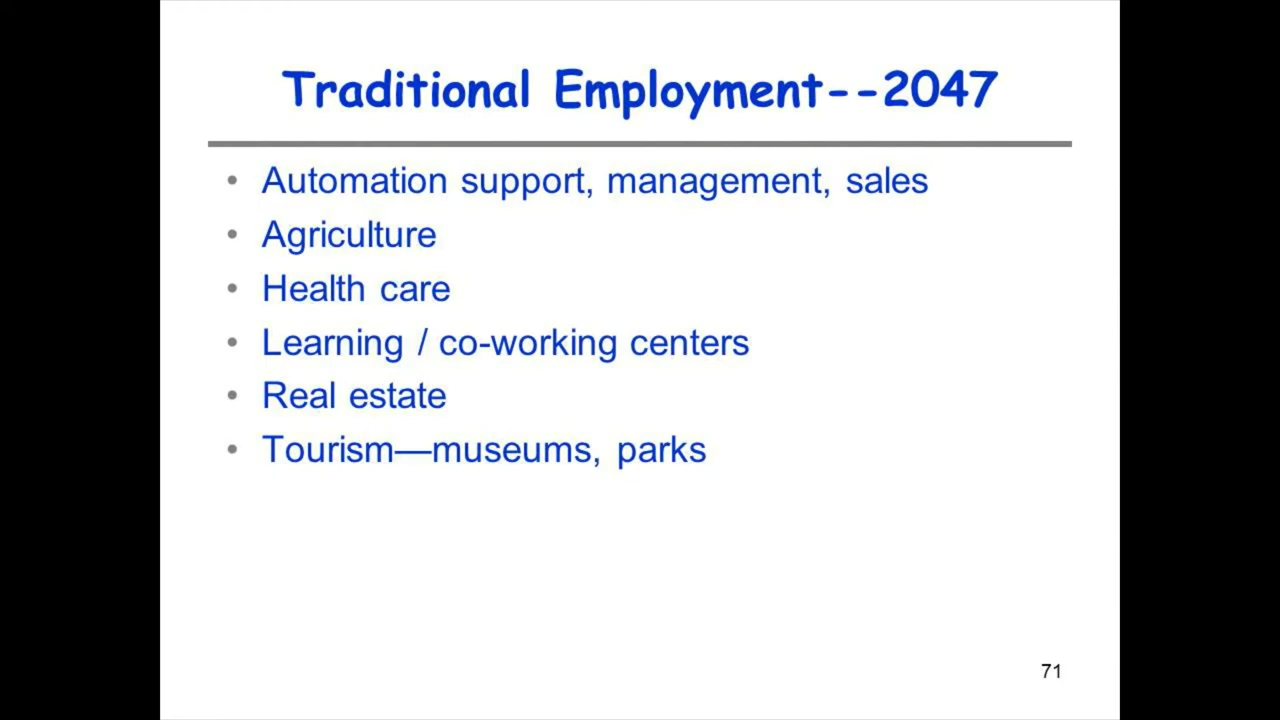 Traditional Employment--2047
• Automation support, management, sales
• Agriculture
• Health care
• Learning / co-working centers
• Real estate
• Tourism—museums, parks
71